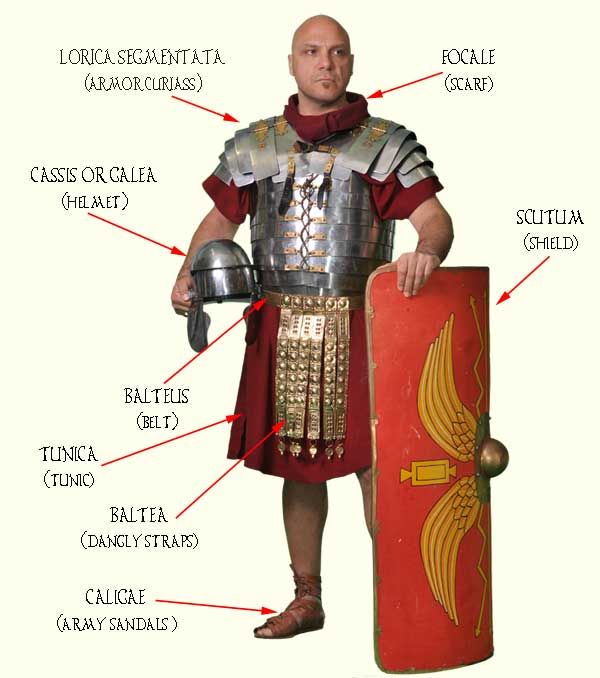 LORICA SEGMENTATA
(ARMOR CURIASS)
FOCALE
(SCARF)
CASSIS OR GALEA
(HELMET)
SCUTUM
(SHIELD)
BALTEUS
(BELT)
TUNICA
(TUNIC)
BALTEA
(DANGLY STRAPS)
CALIGAE
(ARMY SANDALS )